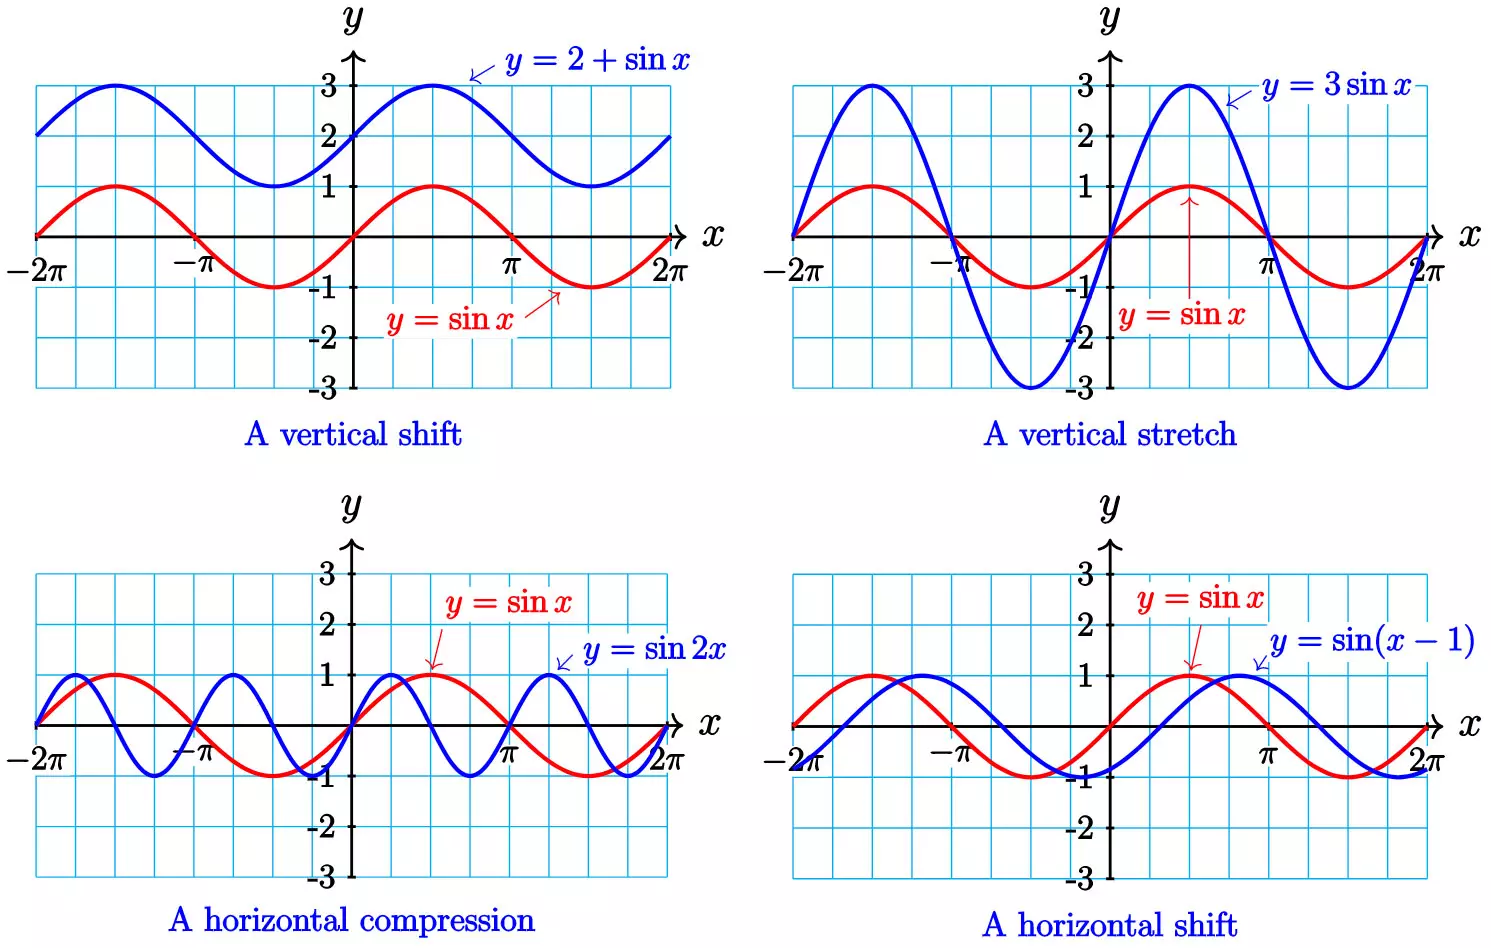 y
y = 2 + sin x
3
2
1
x
−2π
−π
π
2π
-1
y = sin x
-2
-3
A vertical shift
y
y = 3 sin x
3
2
1
x
−2π
−π
π
2π
-1
y = sin x
-2
-3
A vertical stretch
y
3
y = sin x
2
y = sin 2x
1
x
−2π
−π
π
2π
-1
-2
-3
A horizontal compression
y
3
y = sin x
2
y = sin(x − 1)
1
x
−2π
−π
π
2π
-1
-2
-3
A horizontal shift